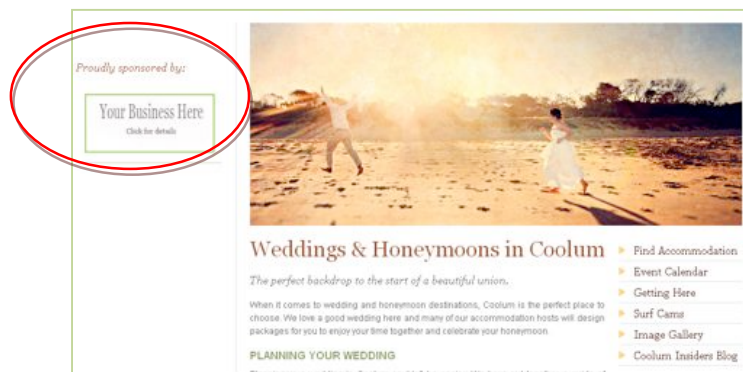 Proudly sponsored by:
Your Business Here
Click for details
Weddings & Honeymoons in Coolum
The perfect backdrop to the start of a beautiful union.
When it comes to wedding and honeymoon destinations, Coolum is the perfect place to
choose. We love a good wedding here and many of our accommodation hosts will design
packages for you to enjoy your time together and celebrate your honeymoon.
PLANNING YOUR WEDDING
Find Accommodation
Event Calendar
Getting Here
Surf Cams
Image Gallery
Coolum Insiders Blog